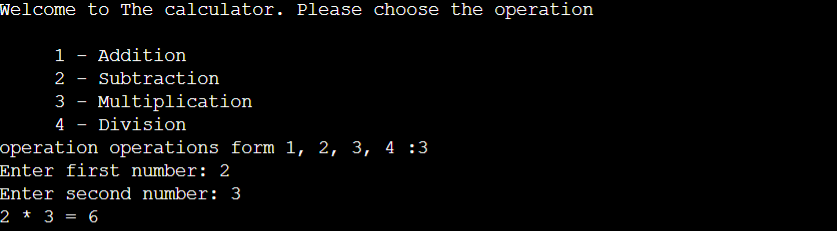 Welcome to The calculator. Please choose the operation
1 - Addition
2 - Subtraction
3 - Multiplication
4 - Division
operation operations form 1, 2, 3, 4 :3
Enter first number: 2
Enter second number: 3
2 * 3 = 6